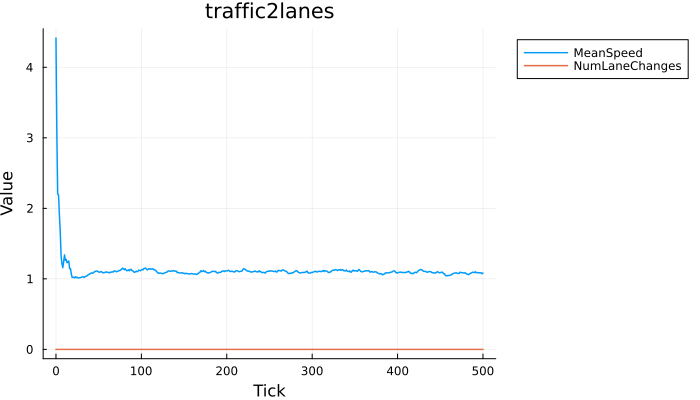 traffic2lanes
MeanSpeed
NumLaneChanges
Value
4
3
2
1
0
0 100 200 300 400 500
Tick